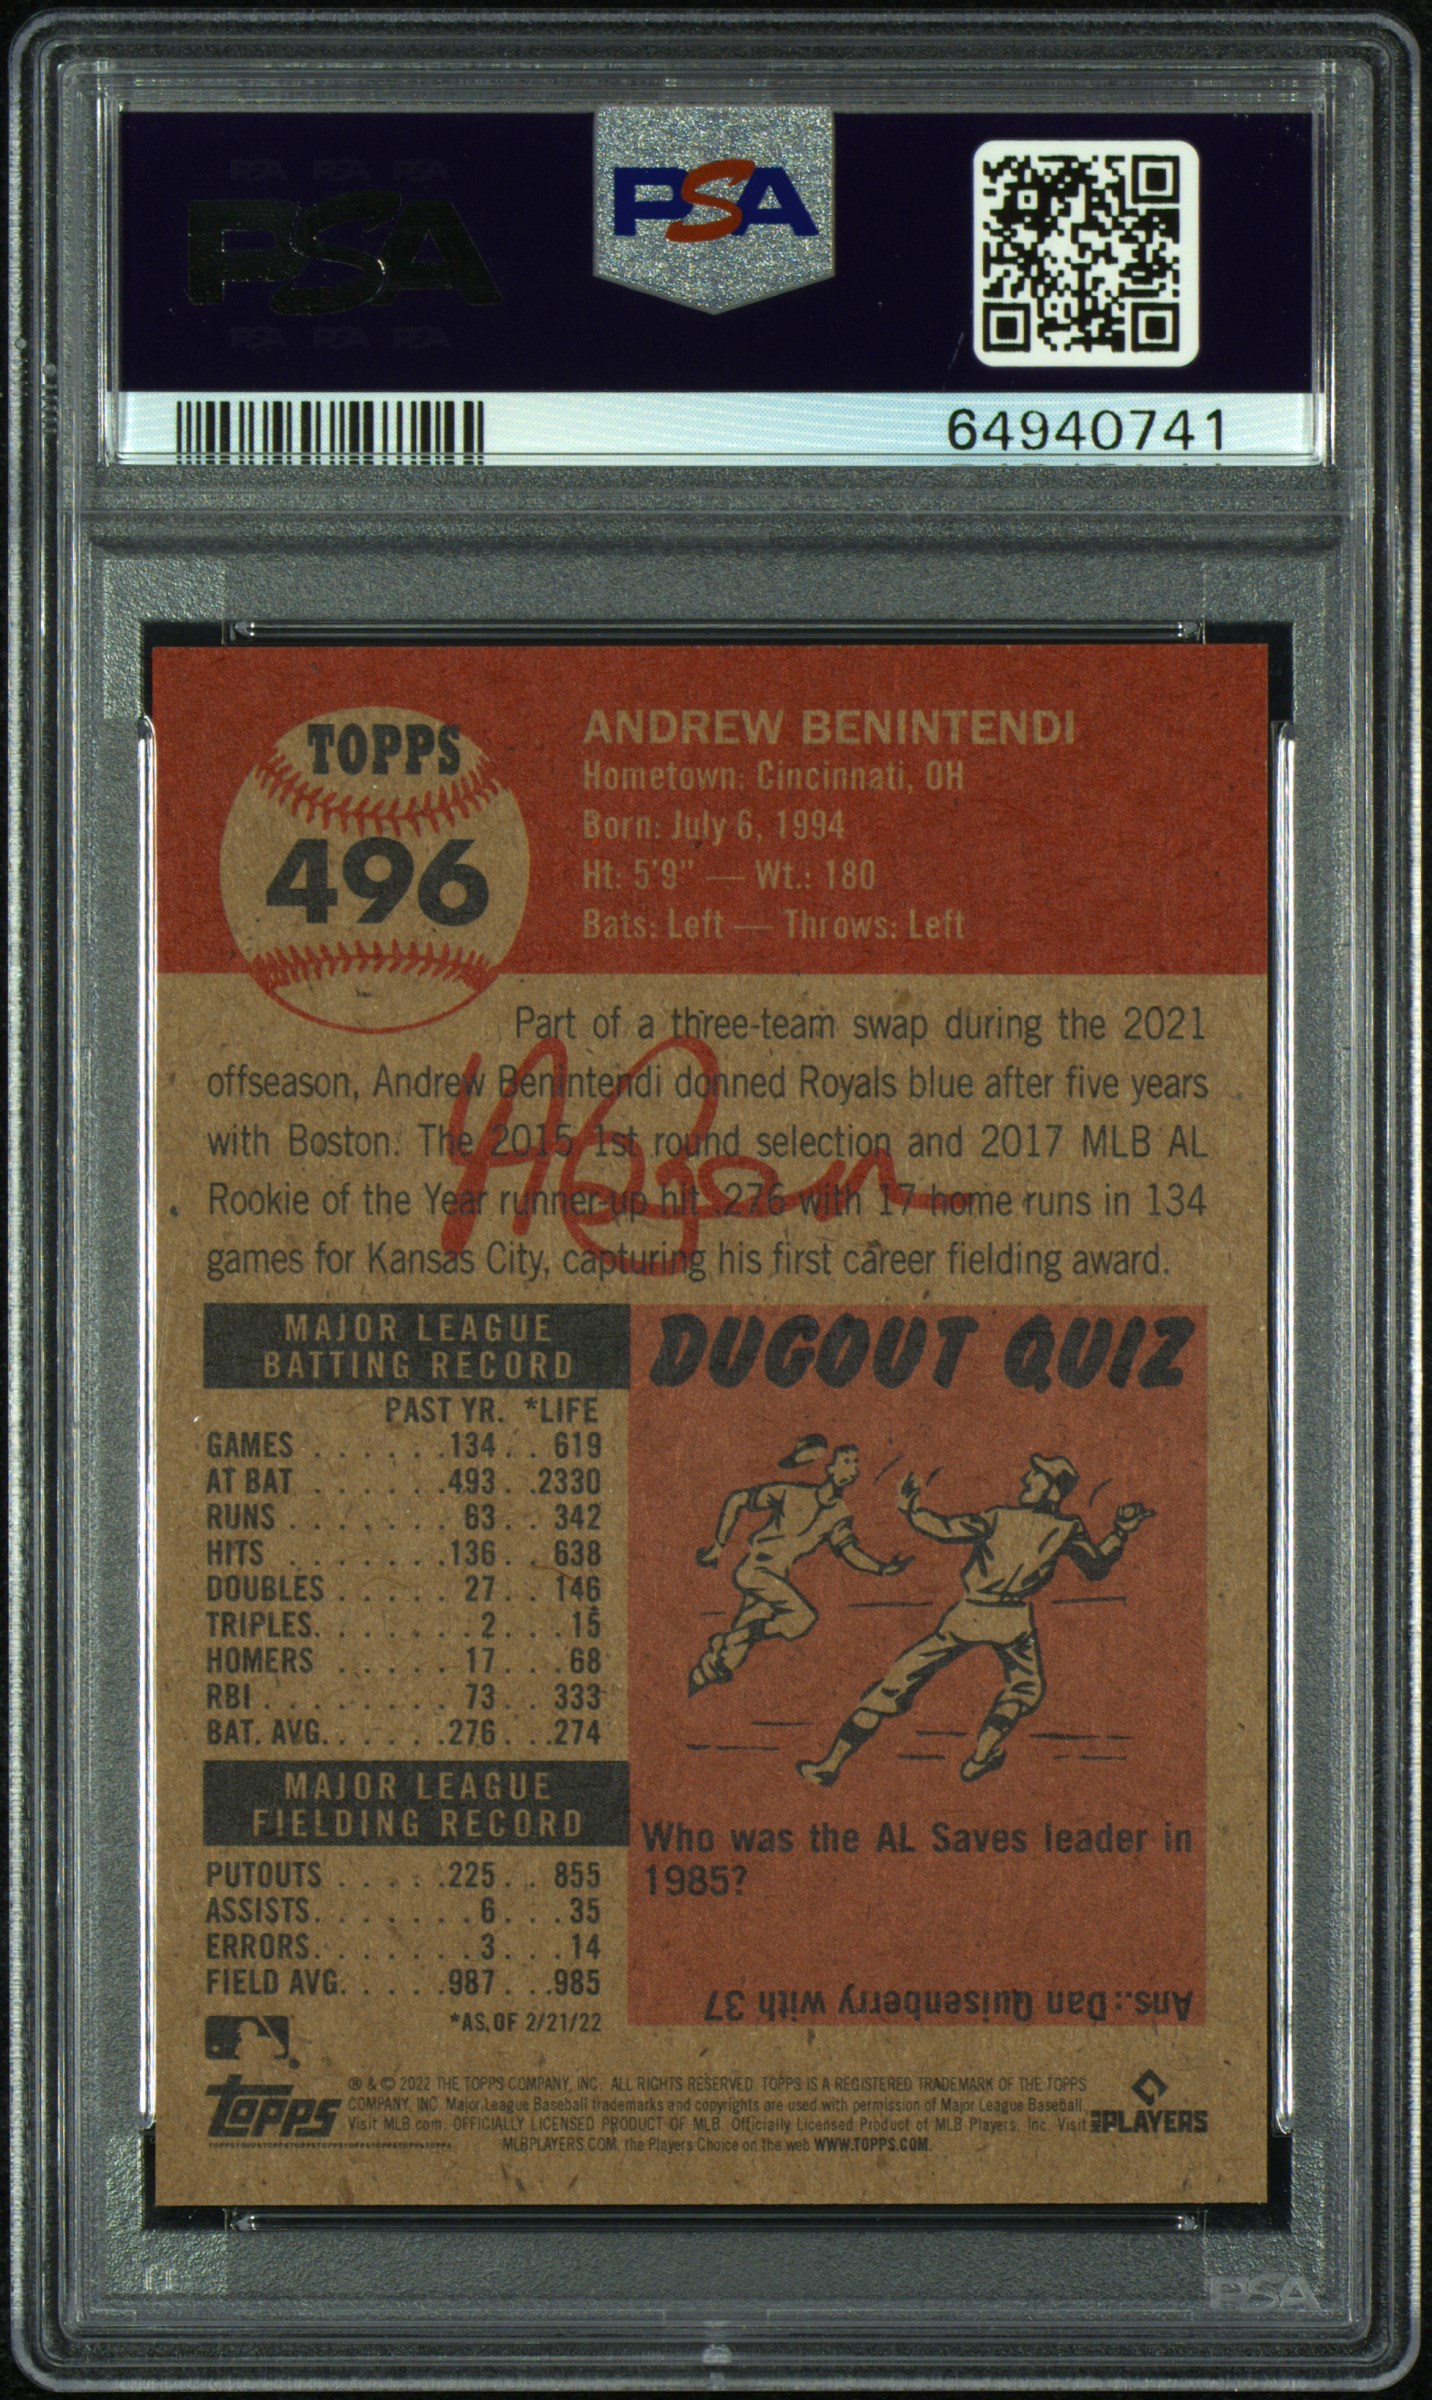 PSA PSA PSA
PSA
PSA PSA PSA
PSA
64940741
TOPPS
496
ANDREW BENINTENDI
Hometown: Cincinnati, OH
Born: July 6, 1994
Ht: 5'9" — Wt.: 180
Bats: Left — Throws: Left
Part of a three-team swap during the 2021
offseason, Andrew Benintendi donned Royals blue after five years
with Boston. The 2015 1st round selection and 2017 MLB AL
Rookie of the Year runner-up hit .276 with 17 home runs in 134
games for Kansas City, capturing his first career fielding award.
MAJOR LEAGUE
BATTING RECORD
PAST YR. *LIFE
GAMES . . . . . . .134. . 619
AT BAT . . . . . . .493. .2330
RUNS . . . . . . . 63. . 342
HITS . . . . . . .136. . 638
DOUBLES . . . . . 27. . 146
TRIPLES. . . . . . . 2. . . 15
HOMERS . . . . . 17. . .68
RBI . . . . . . . . 73. . 333
BAT. AVG. . . . . .276. . .274
MAJOR LEAGUE
FIELDING RECORD
PUTOUTS . . . . .225. . 855
ASSISTS. . . . . . . 6. . .35
ERRORS. . . . . . . 3. . .14
FIELD AVG. . . . .987. . .985
*AS OF 2/21/22
DUGOUT QUIZ
Who was the AL Saves leader in
1985?
Ans.: Dan Quisenberry with 37
Topps
® & © 2022 THE TOPPS COMPANY, INC. ALL RIGHTS RESERVED. TOPPS IS A REGISTERED TRADEMARK OF THE TOPPS
COMPANY, INC. Major League Baseball trademarks and copyrights are used with permission of Major League Baseball.
Visit MLB.com. OFFICIALLY LICENSED PRODUCT OF MLB Players, Inc. Visit
MLBPLAYERS.COM, the Players Choice on the web. WWW.TOPPS.COM.
MLB PLAYERS
PSA